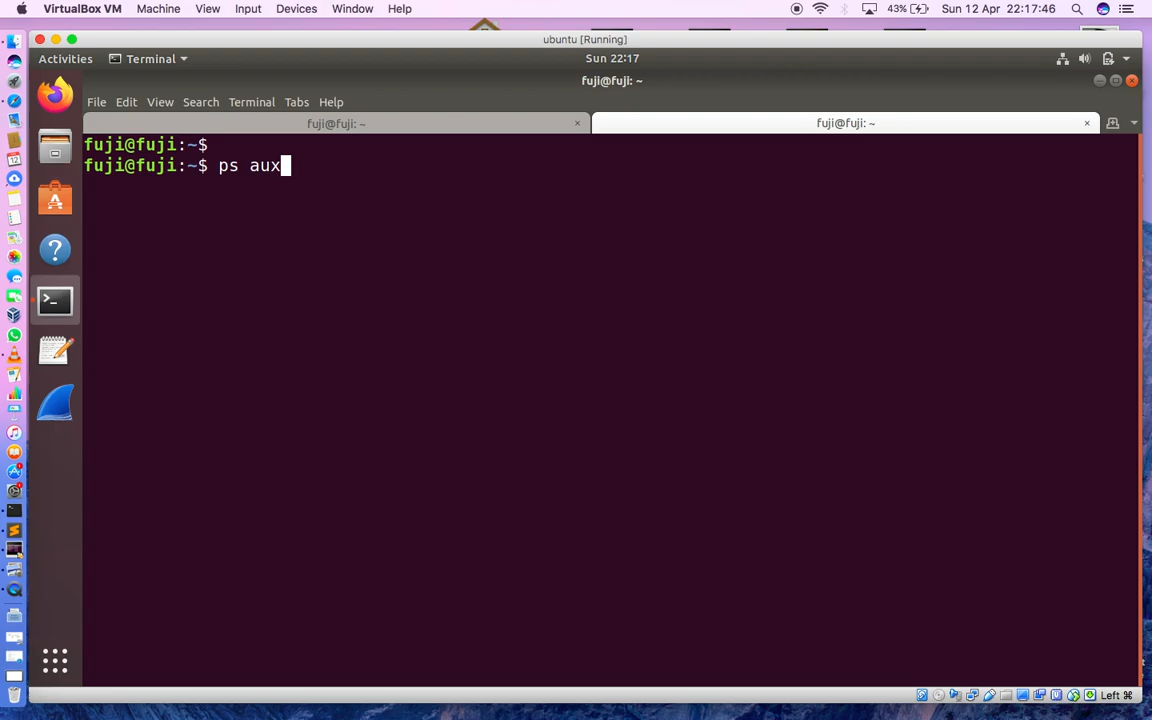 VirtualBox VM Machine View Input Devices Window Help 43% Sun 12 Apr 22:17:46
ubuntu [Running]
Activities Terminal Sun 22:17
fuji@fuji: ~
File Edit View Search Terminal Tabs Help
fuji@fuji: ~ × fuji@fuji: ~ ×
fuji@fuji:~$
fuji@fuji:~$ ps aux
Left ⌘